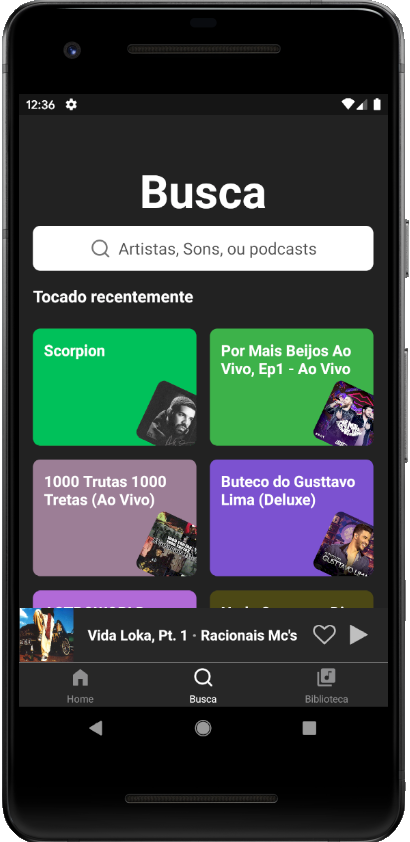 12:36
Busca
Artistas, Sons, ou podcasts
Tocado recentemente
Scorpion
Por Mais Beijos Ao
Vivo, Ep1 - Ao Vivo
1000 Trutas 1000
Tretas (Ao Vivo)
Buteco do Gusttavo
Lima (Deluxe)
GUSTTAVO LIMA
Vida Loka, Pt. 1 · Racionais Mc's
Home
Busca
Biblioteca